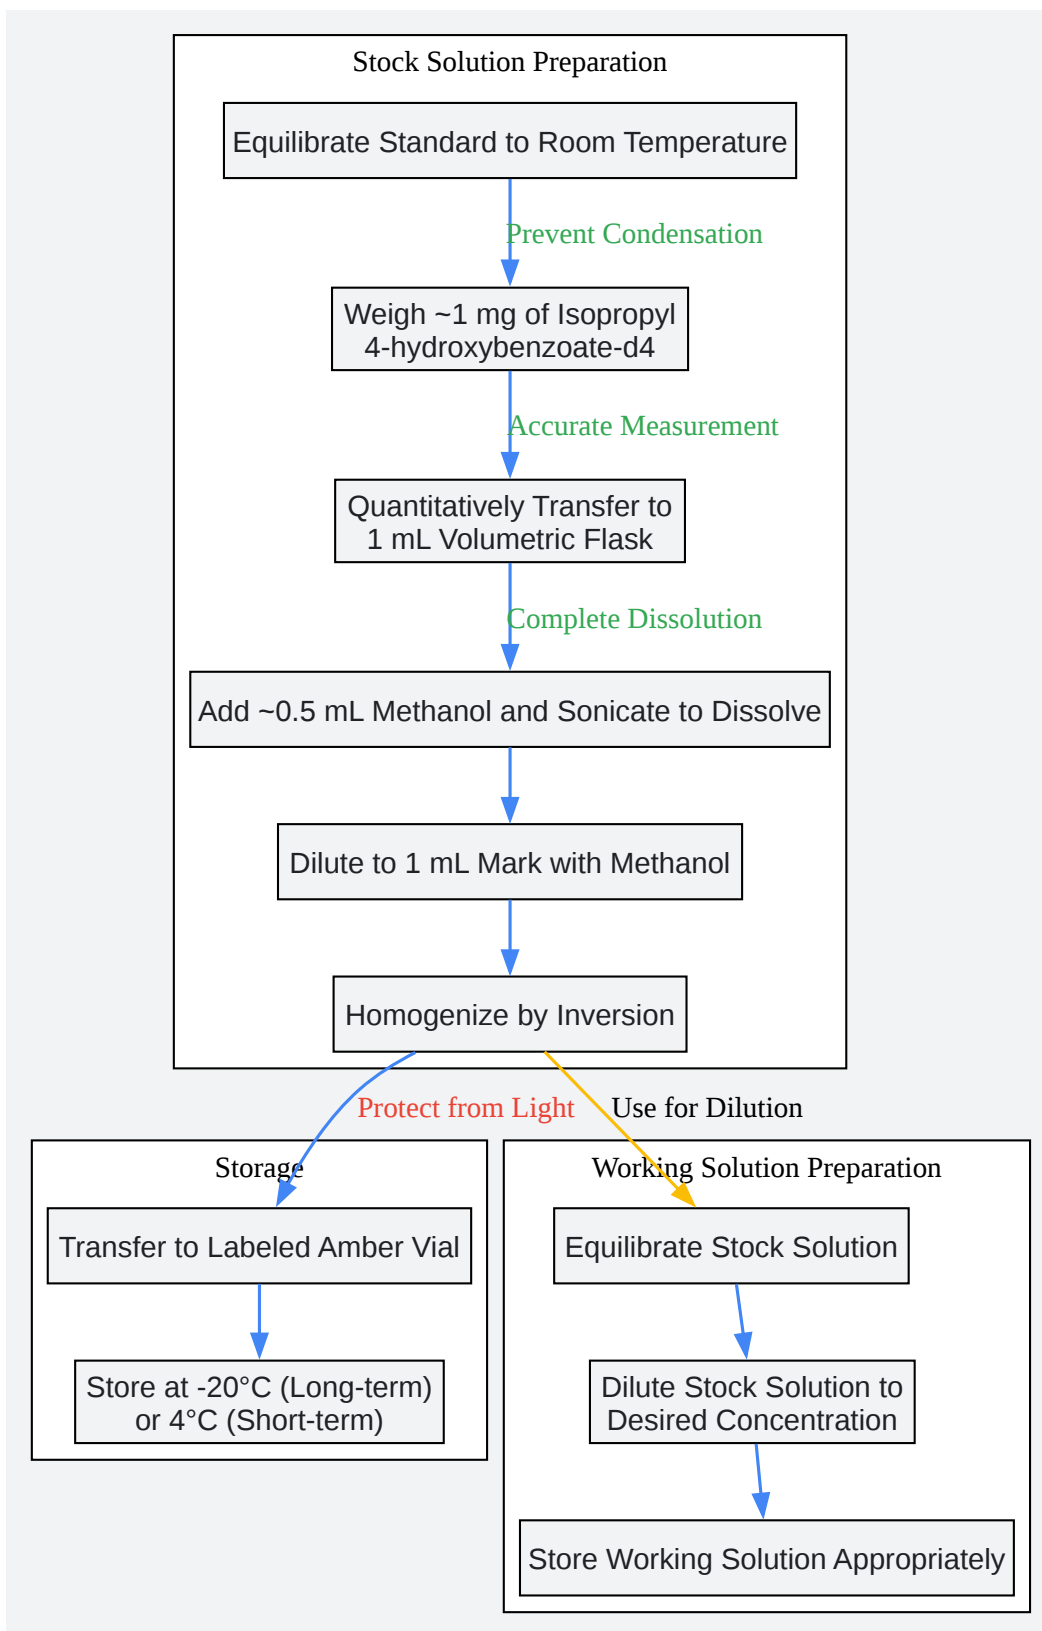 Stock Solution Preparation
Equilibrate Standard to Room Temperature
Prevent Condensation
Weigh ~1 mg of Isopropyl
4-hydroxybenzoate-d4
Accurate Measurement
Quantitatively Transfer to
1 mL Volumetric Flask
Complete Dissolution
Add ~0.5 mL Methanol and Sonicate to Dissolve
Dilute to 1 mL Mark with Methanol
Homogenize by Inversion
Protect from Light
Use for Dilution
Storage
Transfer to Labeled Amber Vial
Store at -20°C (Long-term)
or 4°C (Short-term)
Working Solution Preparation
Equilibrate Stock Solution
Dilute Stock Solution to
Desired Concentration
Store Working Solution Appropriately